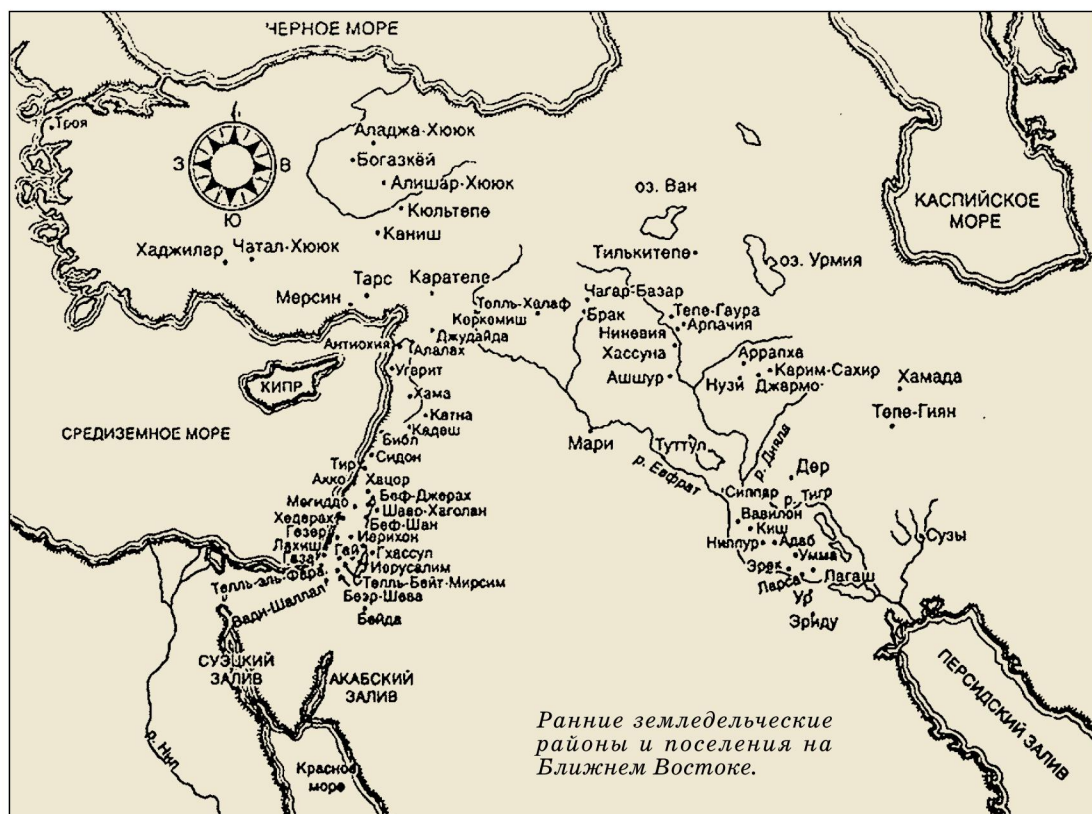 ЧЕРНОЕ МОРЕ
Троя
Аладжа-Хююк
Богазкёй
З
В
Ю
Алишар-Хююк
Кюльтепе
Каниш
оз. Ван
КАСПИЙСКОЕ
МОРЕ
Хаджилар
Чатал-Хююк
Тилькитепе
оз. Урмия
Тарс
Каратепе
Мерсин
Телль-Халаф
Чагар-Базар
Каркемиш
Брак
Тепе-Гаура
Арпачия
Ниневия
Джудайда
Антиохия
Алалах
Хассуна
Аррапха
Угарит
Ашшур
Нузи
Карим-Сахир
Джармо
Хамада
КИПР
Хама
Тепе-Гиян
Катна
Кадеш
СРЕДИЗЕМНОЕ МОРЕ
Библ
Мари
Туттул
р. Дияла
Сидон
р. Евфрат
Дер
Тир
Акко
Хацор
Сиппар
р. Тигр
Беф-Джерах
Мегиддо
Шаар-Хаголан
Хедерах
Беф-Шан
Вавилон
Киш
Гезер
Иерихон
Ниппур
Адаб
Сузы
Лахиш
Гай
Гхассул
Умма
Газа
Иерусалим
Эрек
Телль-эль-Фара
Телль-Бейт-Мирсим
Ларса
Лагаш
Вади-Шаллал
Беэр-Шева
Ур
Бейда
Эриду
СУЭЦКИЙ
ЗАЛИВ
АКАБСКИЙ
ЗАЛИВ
ПЕРСИДСКИЙ ЗАЛИВ
р. Нил
Красное
море
Ранние земледельческие
районы и поселения на
Ближнем Востоке.